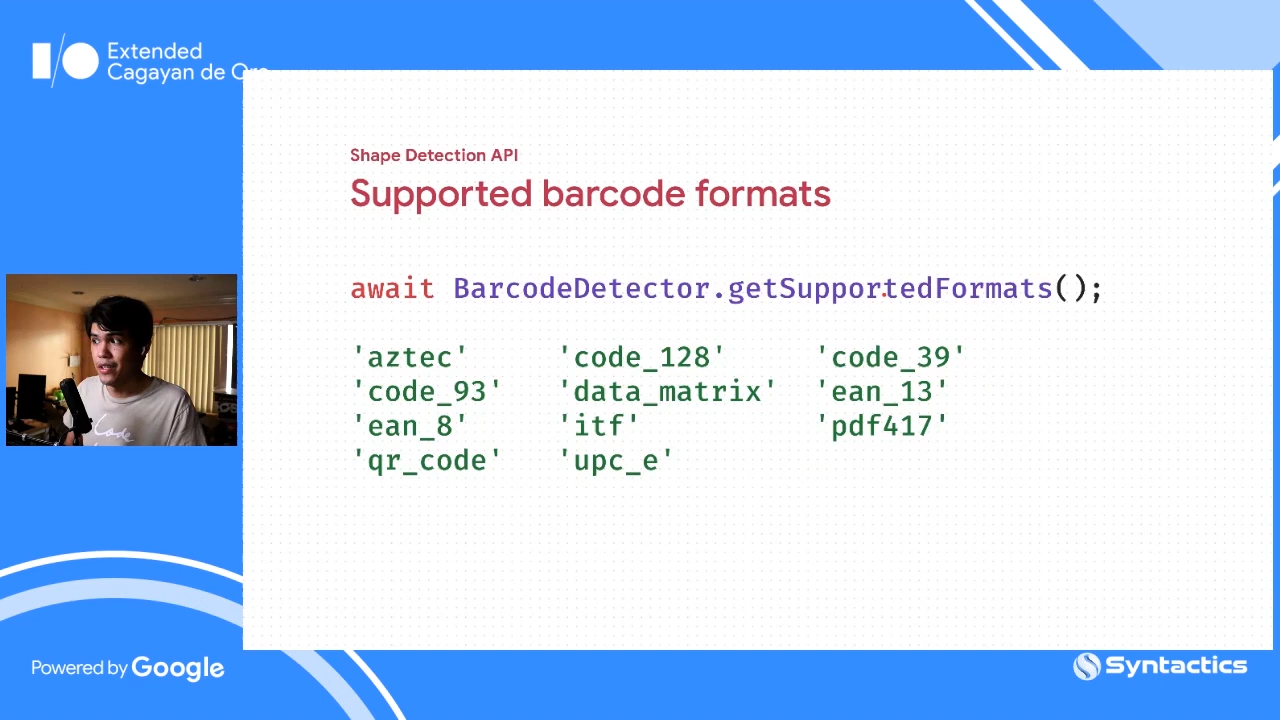 I/O Extended
Cagayan de Oro
Shape Detection API
Supported barcode formats
await BarcodeDetector.getSupportedFormats();
'aztec' 'code_128' 'code_39'
'code_93' 'data_matrix' 'ean_13'
'ean_8' 'itf' 'pdf417'
'qr_code' 'upc_e'
Code
Powered by Google
Syntactics